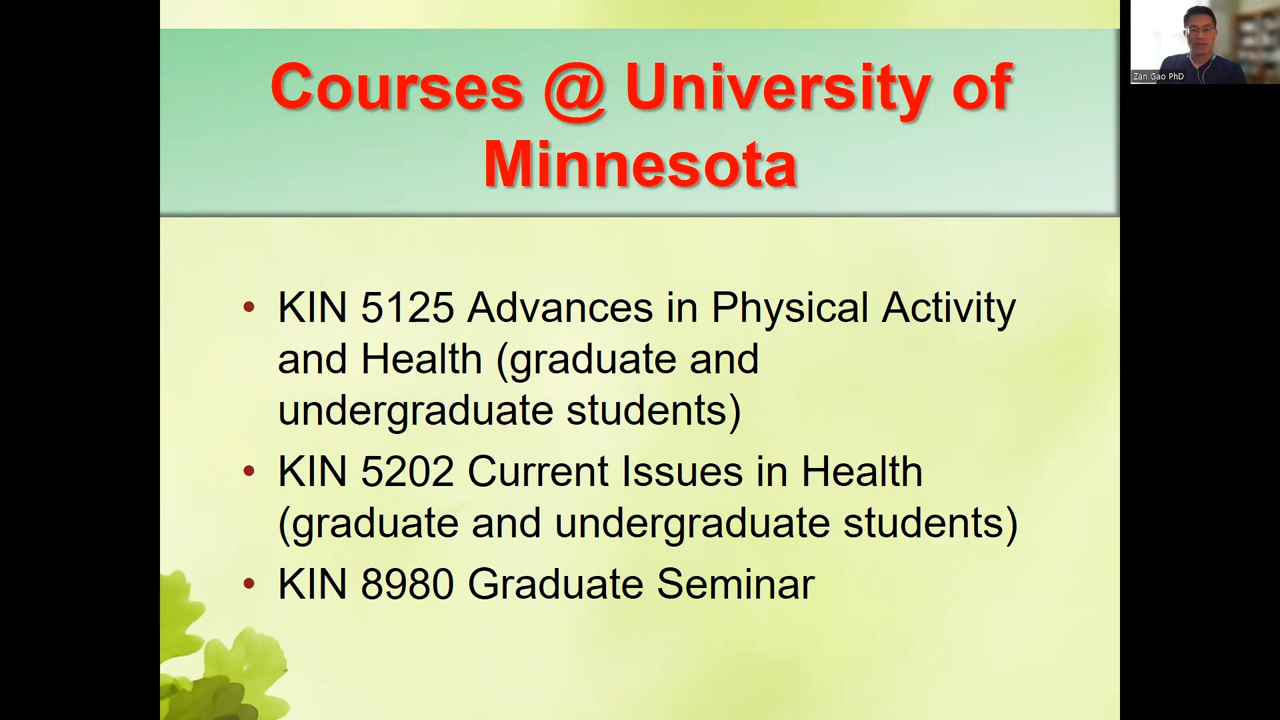 Courses @ University of
Minnesota
Zan Gao PhD
• KIN 5125 Advances in Physical Activity
and Health (graduate and
undergraduate students)
• KIN 5202 Current Issues in Health
(graduate and undergraduate students)
• KIN 8980 Graduate Seminar